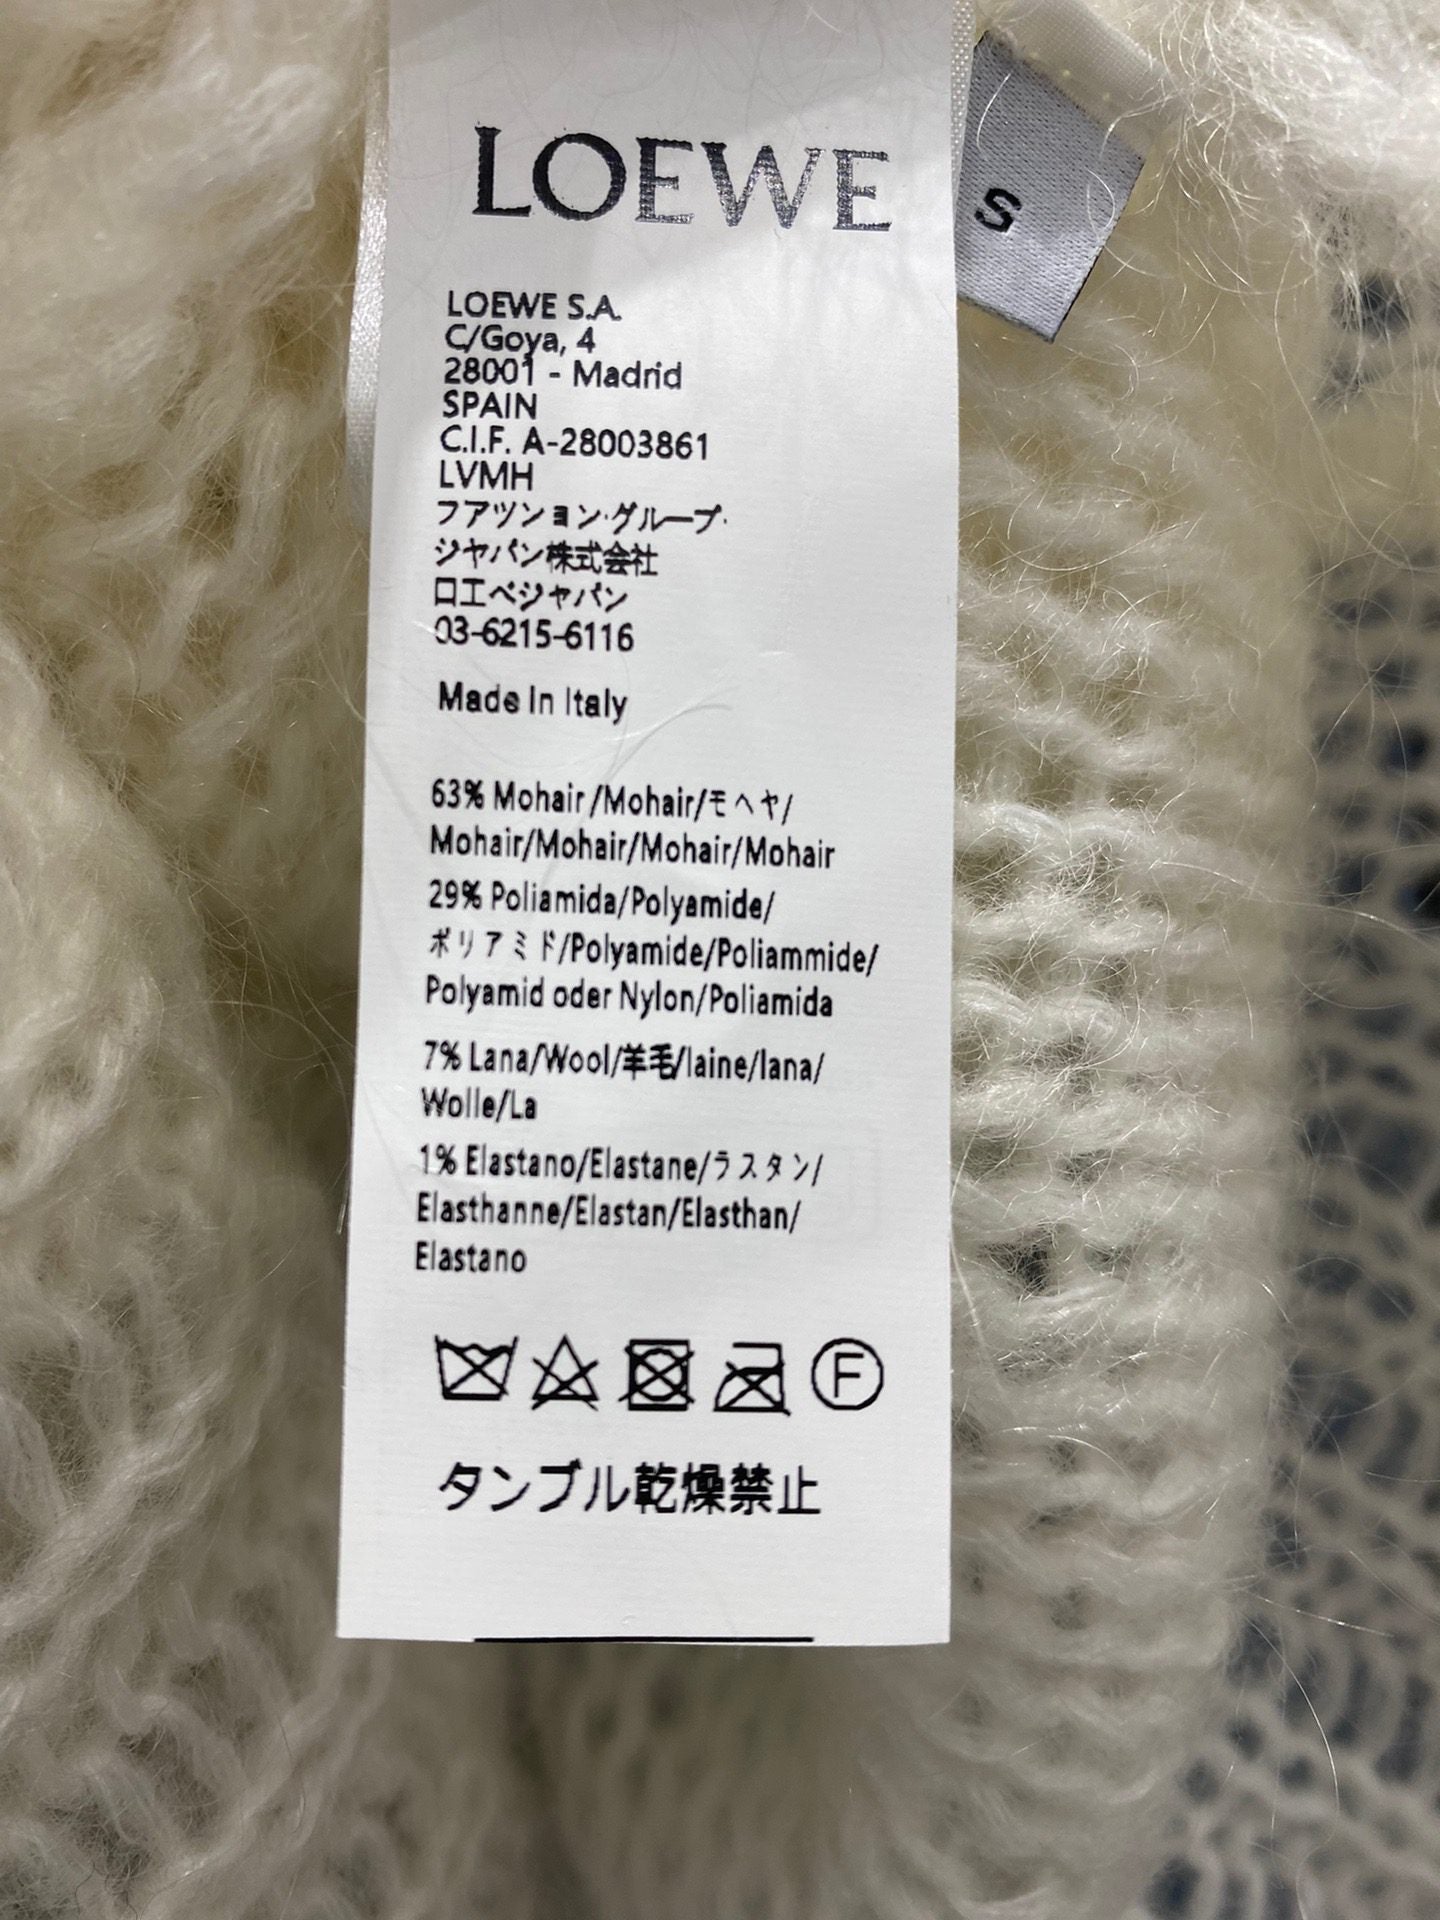 LOEWE
S
LOEWE S.A.
C/Goya, 4
28001 - Madrid
SPAIN
C.I.F. A-28003861
LVMH
フアツンヨン·グループ·
ジヤパン株式会社
ロエベジャパン
03-6215-6116
Made In Italy
63% Mohair /Mohair/モヘヤ/
Mohair/Mohair/Mohair/Mohair
29% Poliamida/Polyamide/
ポリアミド/Polyamide/Poliammide/
Polyamid oder Nylon/Poliamida
7% Lana/Wool/羊毛/laine/lana/
Wolle/La
1% Elastano/Elastane/ラスタン/
Elasthanne/Elastan/Elasthan/
Elastano
F
タンブル乾燥禁止